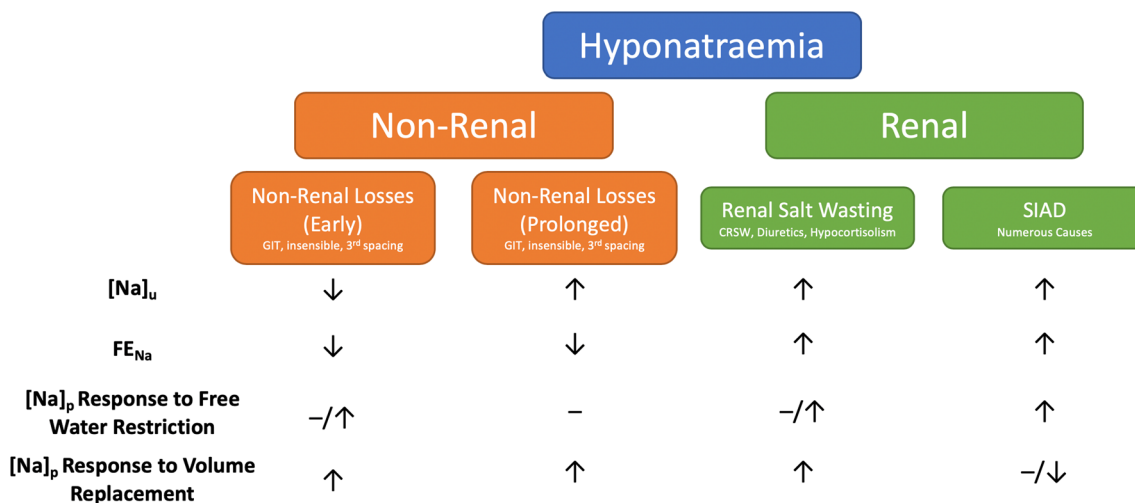 Hyponatraemia
Non-Renal
Renal
Non-Renal Losses
(Early)
GIT, insensible, 3rd spacing
Non-Renal Losses
(Prolonged)
GIT, insensible, 3rd spacing
Renal Salt Wasting
CRSW, Diuretics, Hypocortisolism
SIAD
Numerous Causes
[Na]u ↓ ↑ ↑ ↑
FENa ↓ ↓ ↑ ↑
[Na]p Response to Free
Water Restriction
–/↑ – –/↑ ↑
[Na]p Response to Volume
Replacement
↑ ↑ ↑ –/↓